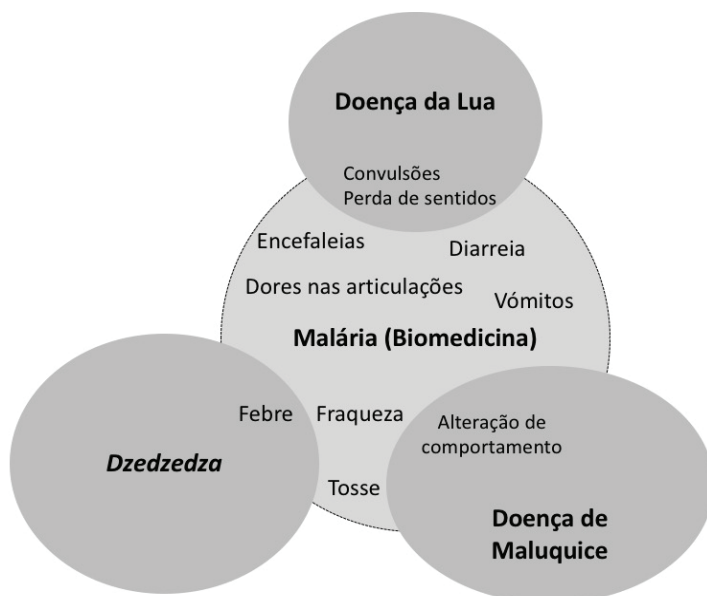 Doença da Lua
Convulsões
Perda de sentidos
Encefaleias
Diarreia
Dores nas articulações
Vómitos
Malária (Biomedicina)
Febre
Fraqueza
Alteração de
comportamento
Dzedzedza
Tosse
Doença de
Maluquice